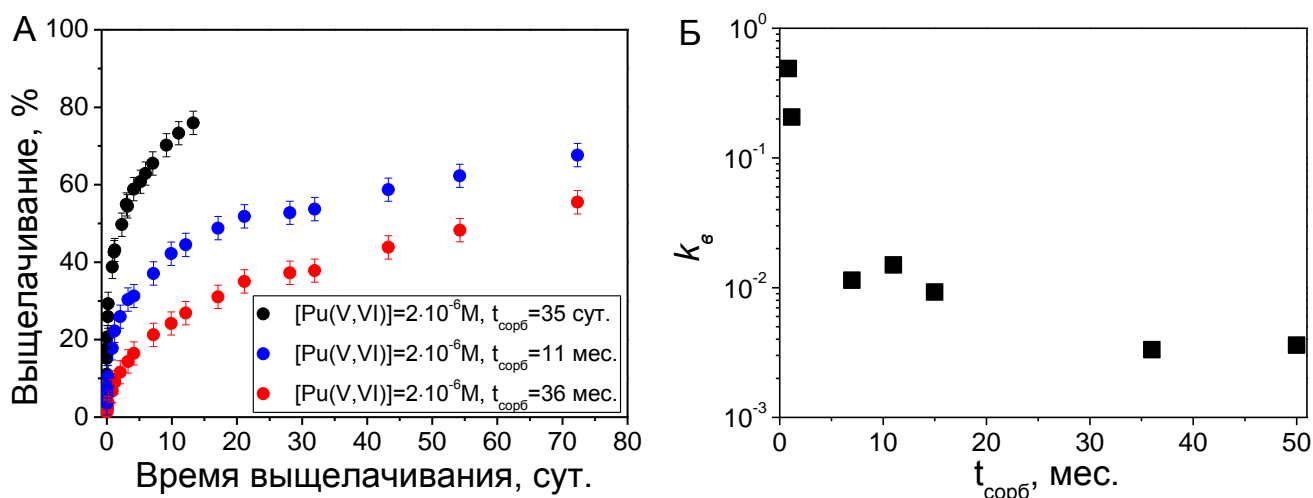 А
Выщелачивание, %
100
80
60
40
20
0
[Pu(V,VI)]=2·10⁻⁶M, tсорб=35 сут.
[Pu(V,VI)]=2·10⁻⁶M, tсорб=11 мес.
[Pu(V,VI)]=2·10⁻⁶M, tсорб=36 мес.
0 10 20 30 40 50 60 70 80
Время выщелачивания, сут.
Б
kв
10⁰
10⁻¹
10⁻²
10⁻³
0 10 20 30 40 50
tсорб, мес.